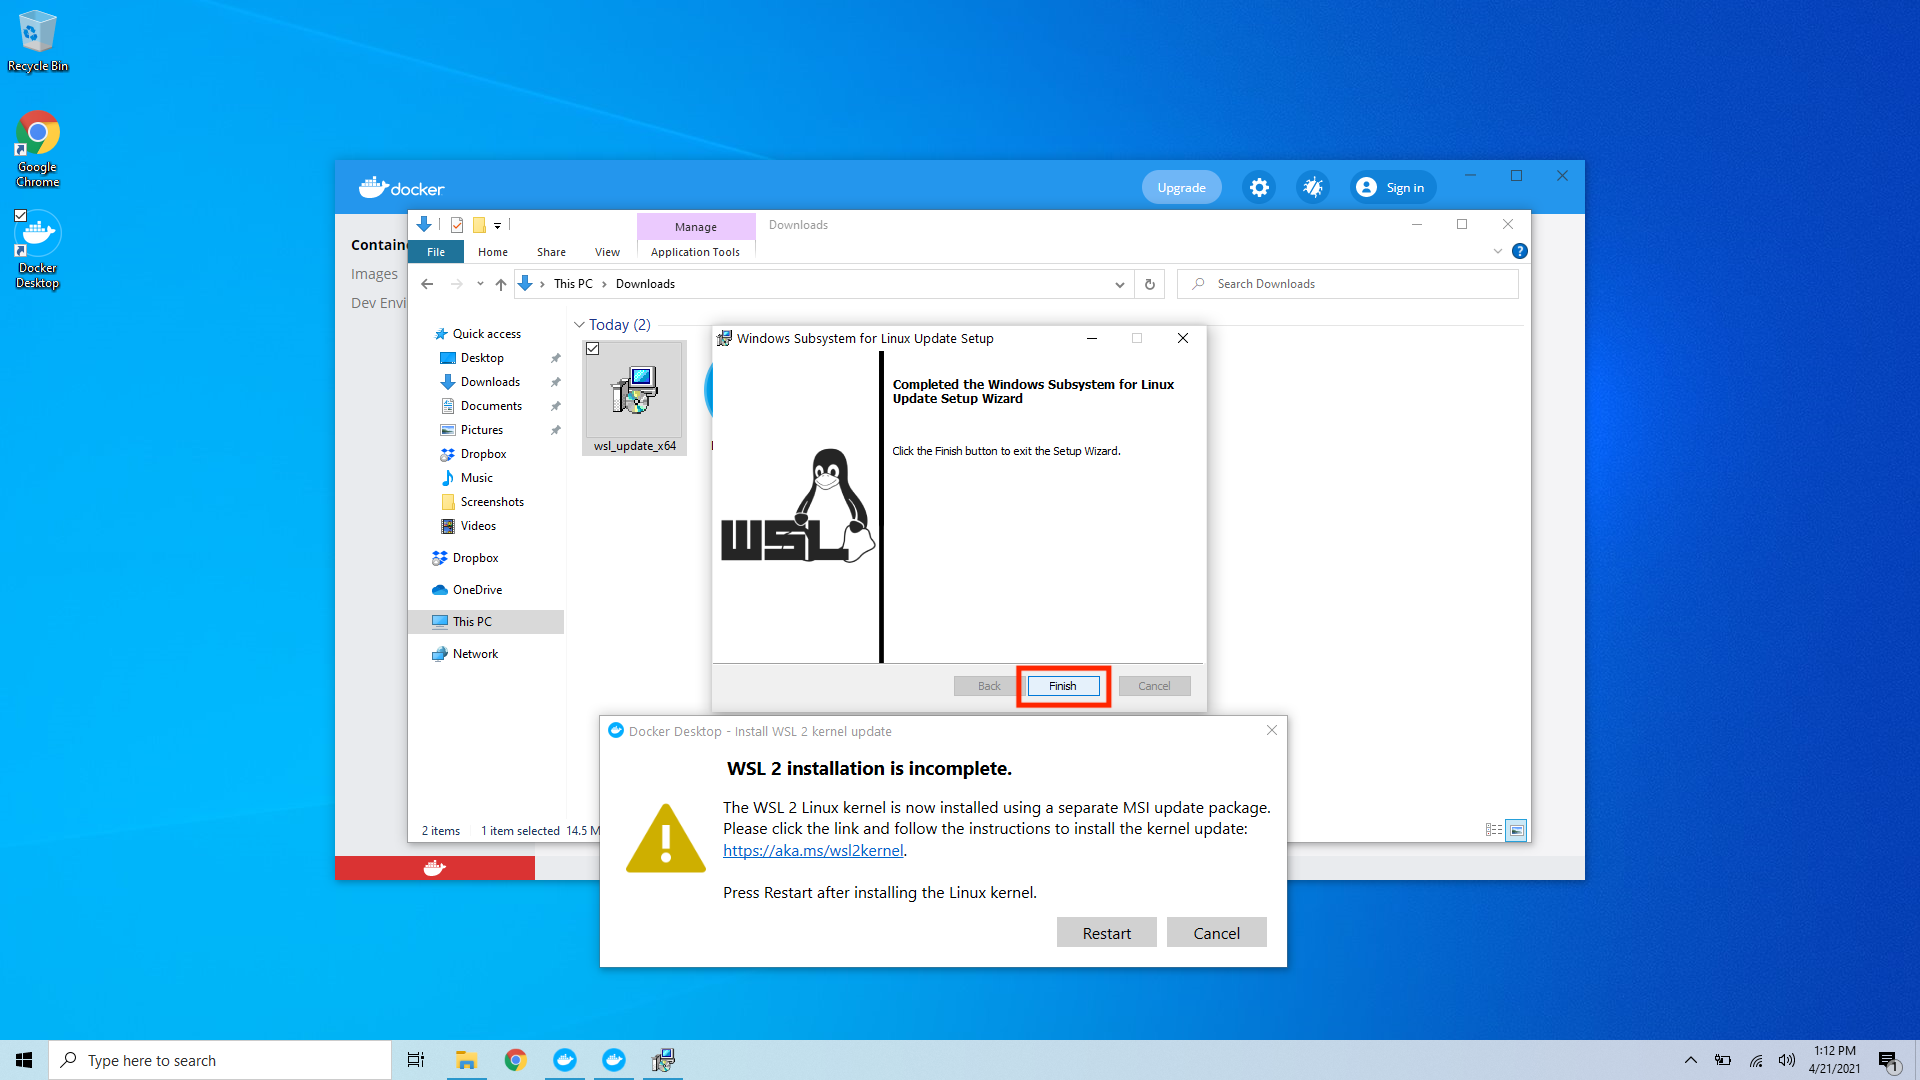 Recycle Bin
Google
Chrome
Docker
Desktop
docker
Upgrade
Sign in
Contain
Images
Dev Envi
Manage
Downloads
File
Home
Share
View
Application Tools
This PC
Downloads
Search Downloads
Quick access
Desktop
Downloads
Documents
Pictures
Dropbox
Music
Screenshots
Videos
Dropbox
OneDrive
This PC
Network
Today (2)
wsl_update_x64
2 items
1 item selected 14.5 M
Windows Subsystem for Linux Update Setup
Completed the Windows Subsystem for Linux
Update Setup Wizard
Click the Finish button to exit the Setup Wizard.
WSL
Back
Finish
Cancel
Docker Desktop - Install WSL 2 kernel update
WSL 2 installation is incomplete.
The WSL 2 Linux kernel is now installed using a separate MSI update package.
Please click the link and follow the instructions to install the kernel update:
https://aka.ms/wsl2kernel.
Press Restart after installing the Linux kernel.
Restart
Cancel
Type here to search
1:12 PM
4/21/2021
1